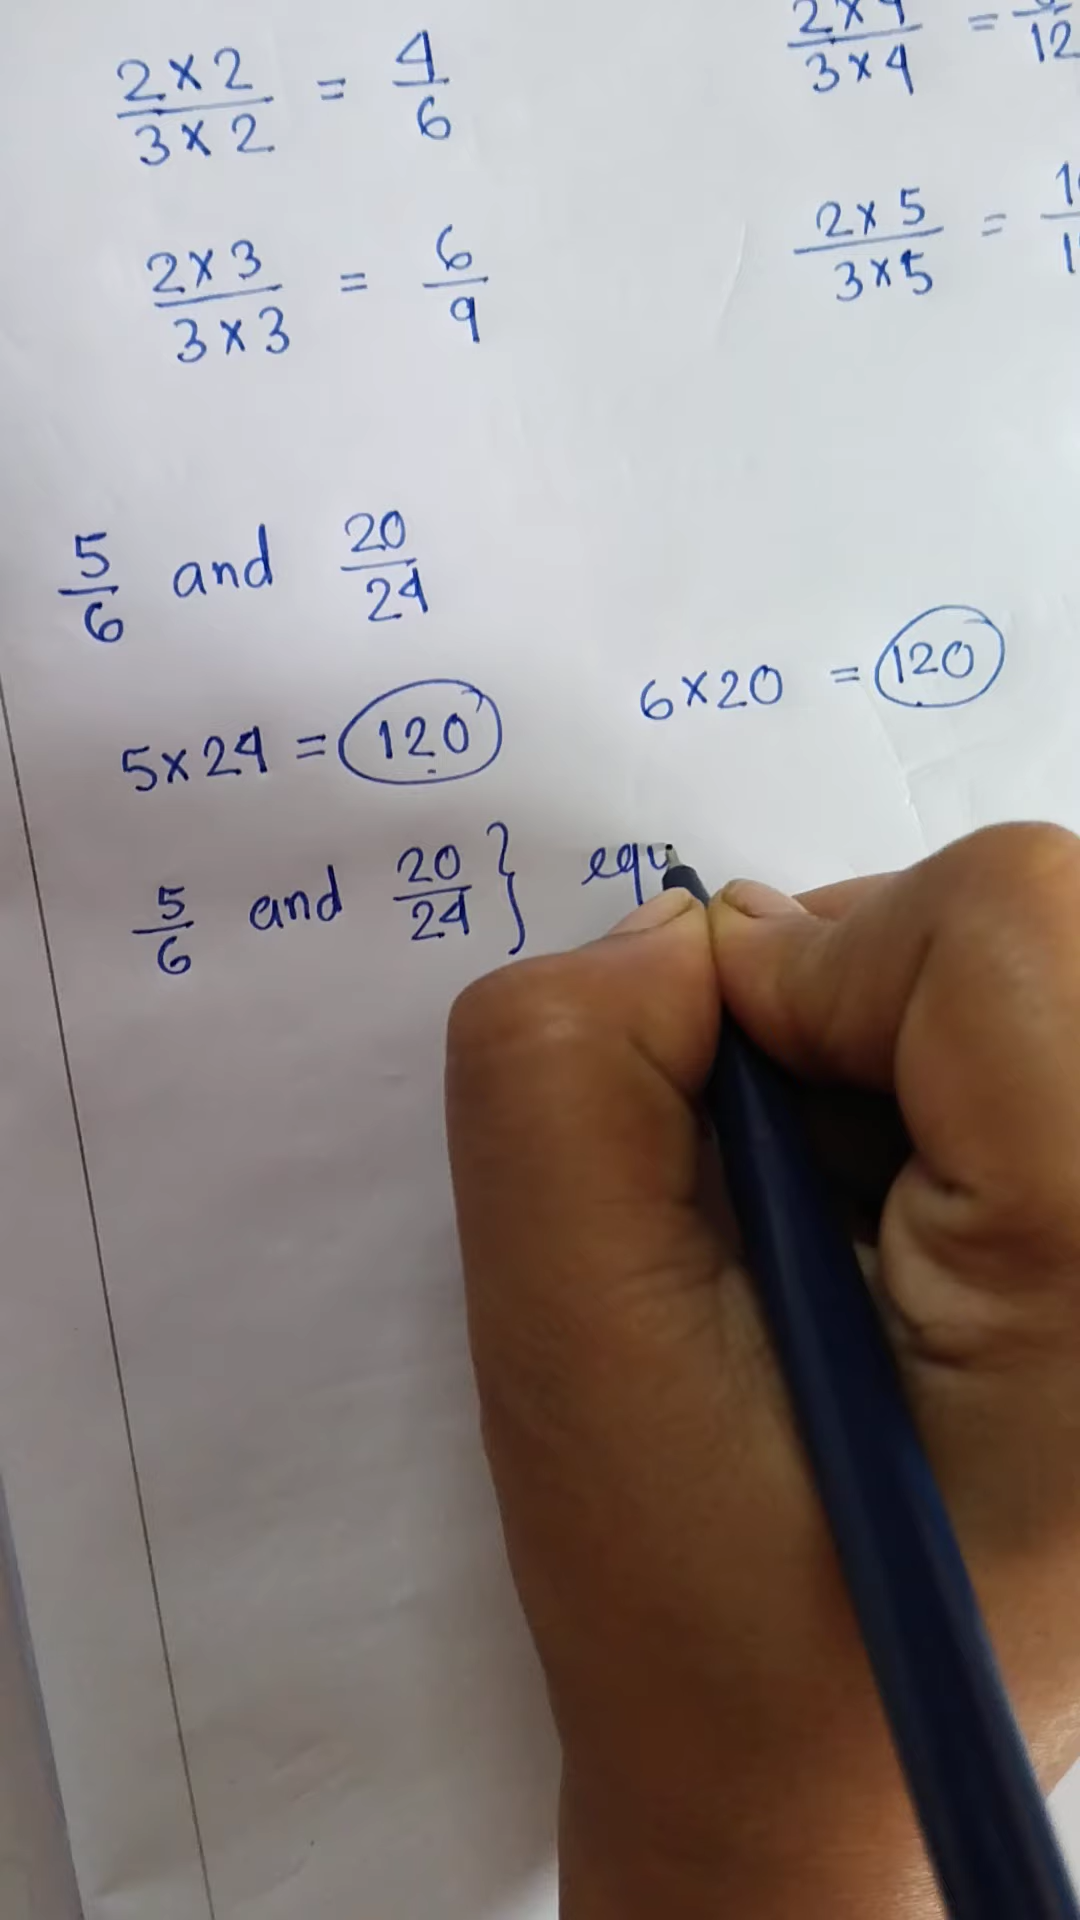 2×2/3×2 = 4/6
2×4/3×4 = /12
2×3/3×3 = 6/9
2×5/3×5 =
5/6 and 20/24
5×24 = 120
6×20 = 120
5/6 and 20/24 } equ